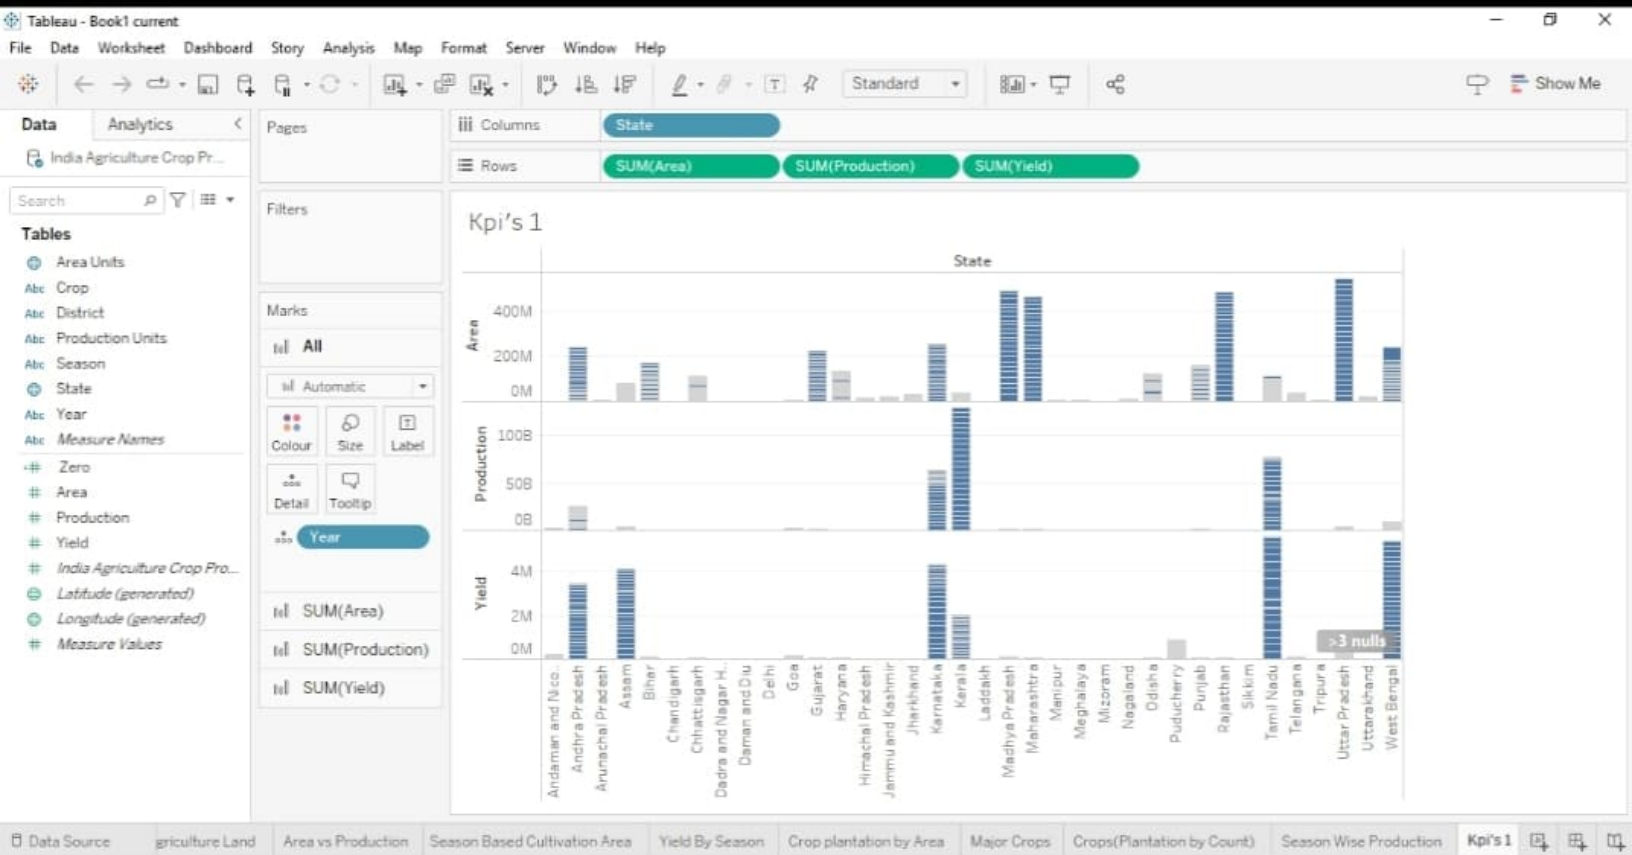 Tableau - Book1 current
File Data Worksheet Dashboard Story Analysis Map Format Server Window Help
Standard
Show Me
Data Analytics
India Agriculture Crop Pr...
Search
Tables
Area Units
Abc Crop
Abc District
Abc Production Units
Abc Season
State
Abc Year
Abc Measure Names
=# Zero
# Area
# Production
# Yield
# India Agriculture Crop Pro...
Latitude (generated)
Longitude (generated)
# Measure Values
Pages
Filters
Marks
All
Automatic
Colour Size Label
Detail Tooltip
Year
SUM(Area)
SUM(Production)
SUM(Yield)
Columns State
Rows SUM(Area) SUM(Production) SUM(Yield)
Kpi's 1
State
Area
400M
200M
0M
Production
100B
50B
0B
Yield
4M
2M
0M
>3 nulls
Andaman and Nico..
Andhra Pradesh
Arunachal Pradesh
Assam
Bihar
Chandigarh
Chhattisgarh
Dadra and Nagar H..
Daman and Diu
Delhi
Goa
Gujarat
Haryana
Himachal Pradesh
Jammu and Kashmir
Jharkhand
Karnataka
Kerala
Laddakh
Madhya Pradesh
Maharashtra
Manipur
Meghalaya
Mizoram
Nagaland
Odisha
Puducherry
Punjab
Rajasthan
Sikkim
Tamil Nadu
Telangana
Tripura
Uttar Pradesh
Uttarakhand
West Bengal
Data Source griculture Land Area vs Production Season Based Cultivation Area Yield By Season Crop plantation by Area Major Crops Crops(Plantation by Count) Season Wise Production Kpi's 1